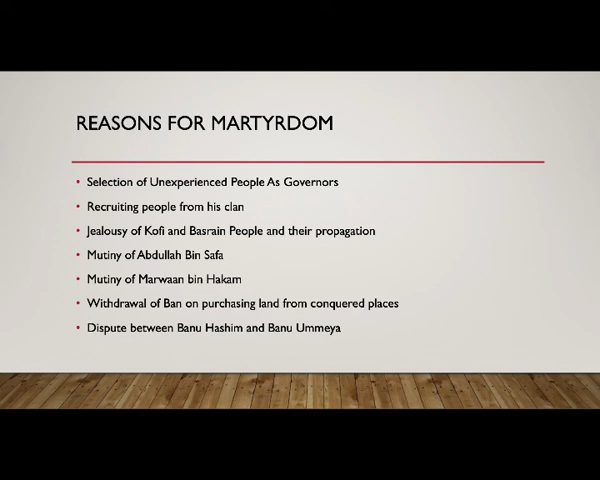 REASONS FOR MARTYRDOM
• Selection of Unexperienced People As Governors
• Recruiting people from his clan
• Jealousy of Kofi and Basrain People and their propagation
• Mutiny of Abdullah Bin Safa
• Mutiny of Marwaan bin Hakam
• Withdrawal of Ban on purchasing land from conquered places
• Dispute between Banu Hashim and Banu Ummeya